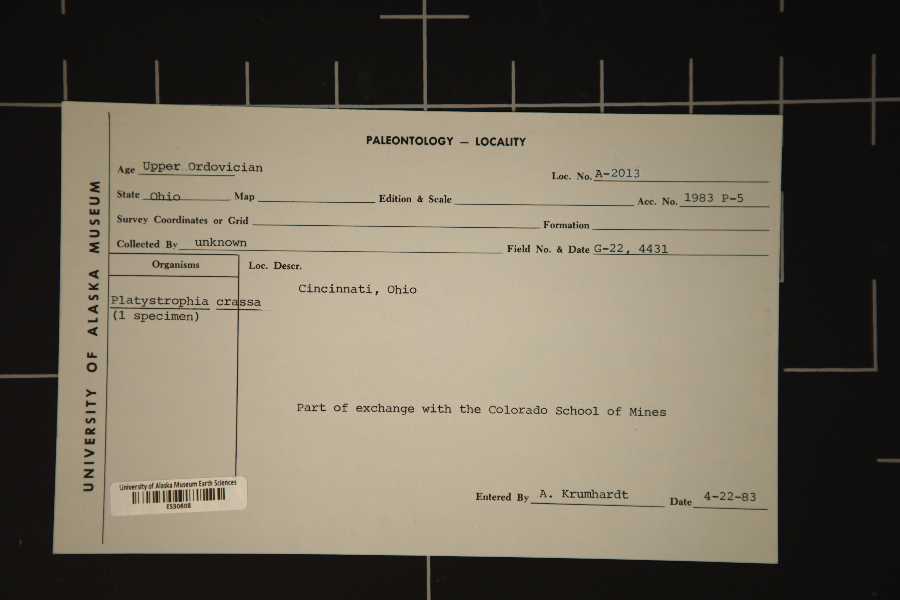 PALEONTOLOGY — LOCALITY
Age Upper Ordovician Loc. No. A-2013
State Ohio Map Edition & Scale Acc. No. 1983 P-5
Survey Coordinates or Grid Formation
Collected By unknown Field No. & Date G-22, 4431
Organisms Loc. Descr.
Cincinnati, Ohio
Platystrophia crassa
(1 specimen)
Part of exchange with the Colorado School of Mines
University of Alaska Museum Earth Sciences
ES30808
Entered By A. Krumhardt Date 4-22-83
UNIVERSITY OF ALASKA MUSEUM